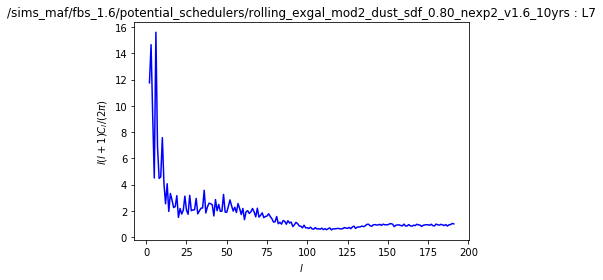 /sims_maf/fbs_1.6/potential_schedulers/rolling_exgal_mod2_dust_sdf_0.80_nexp2_v1.6_10yrs : L7
16
14
12
10
8
6
4
2
0
l(l + 1)C_l/(2π)
0 25 50 75 100 125 150 175 200
l